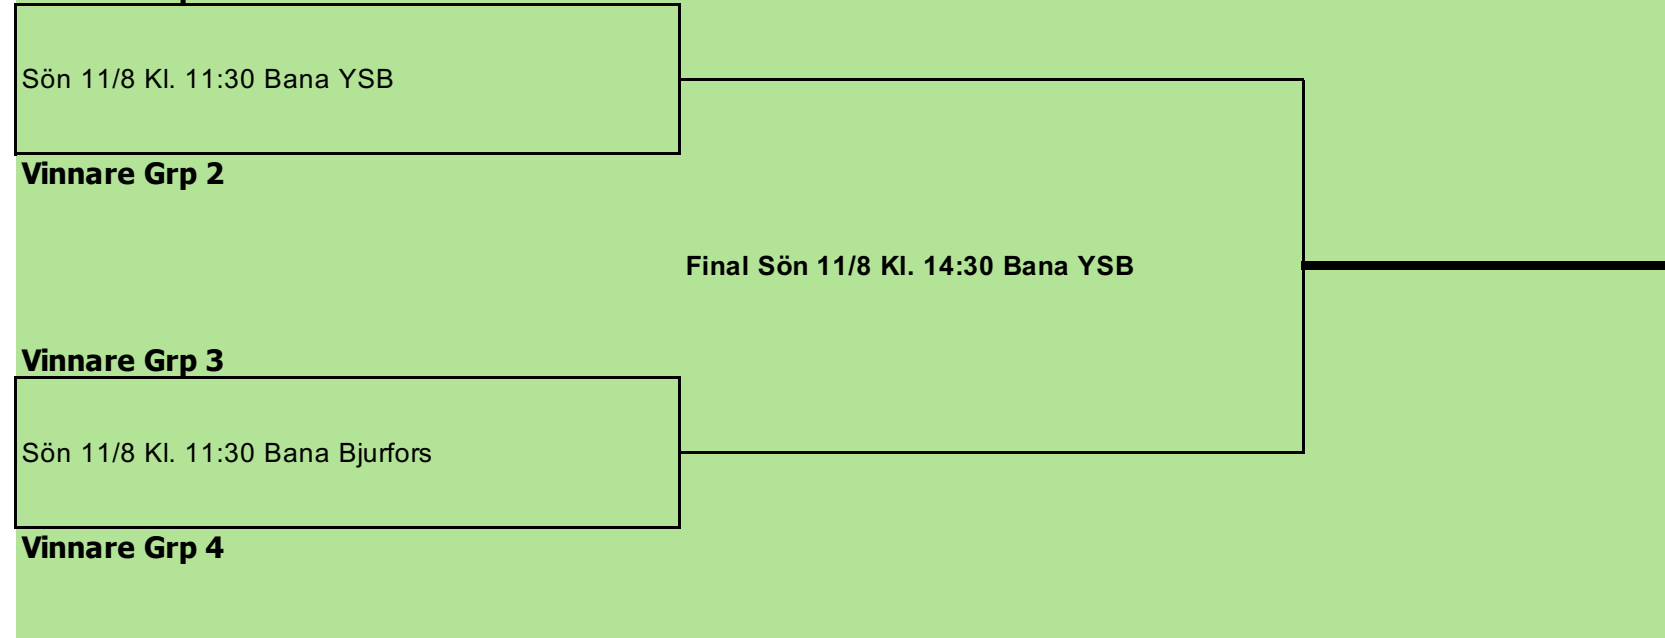 Sön 11/8 Kl. 11:30 Bana YSB
Vinnare Grp 2
Final Sön 11/8 Kl. 14:30 Bana YSB
Vinnare Grp 3
Sön 11/8 Kl. 11:30 Bana Bjurfors
Vinnare Grp 4